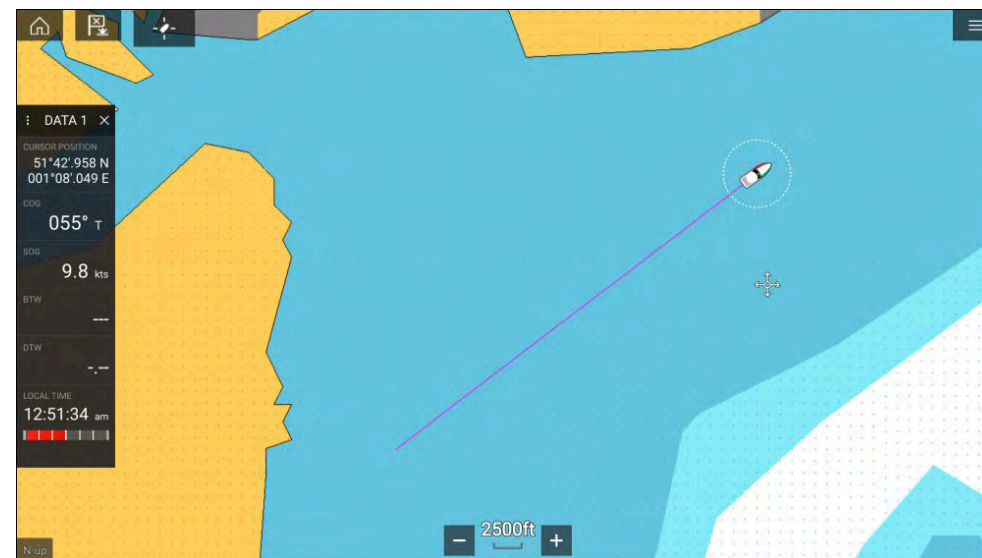 DATA 1
CURSOR POSITION
51°42'.958 N
001°08'.049 E
COG
055° T
SOG
9.8 kts
BTW
---
DTW
-.--
LOCAL TIME
12:51:34 am
2500ft
N-up